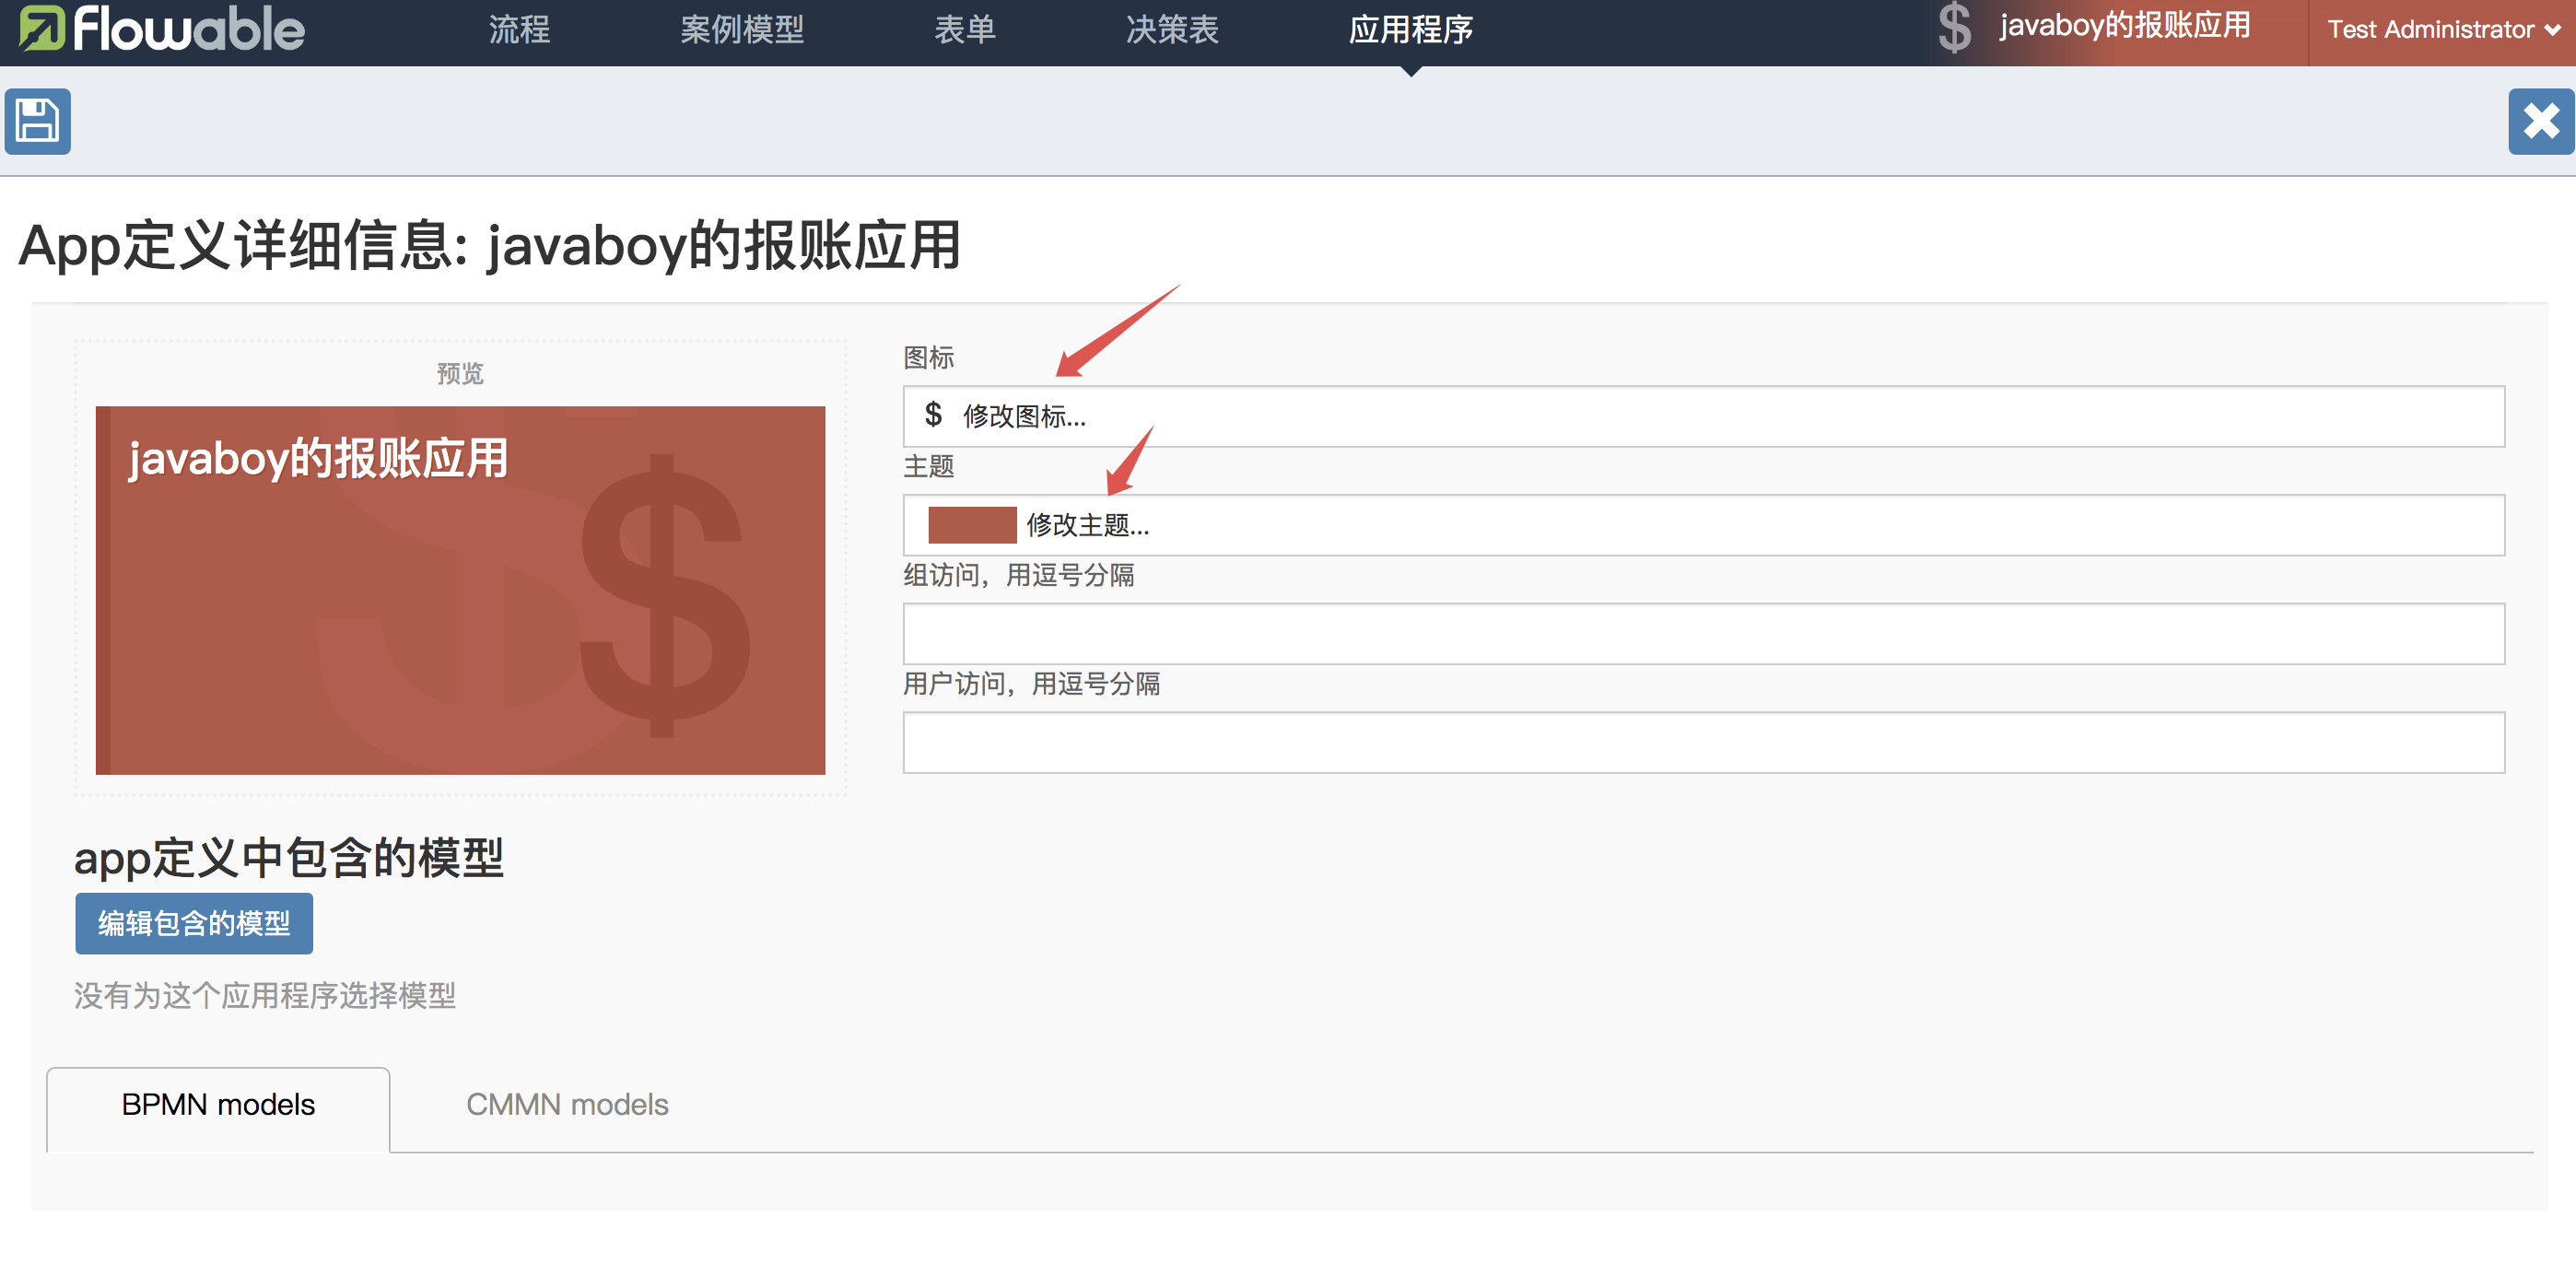 flowable
流程
案例模型
表单
决策表
应用程序
$ javaboy的报账应用
Test Administrator
App定义详细信息: javaboy的报账应用
预览
javaboy的报账应用
$
图标
$ 修改图标...
主题
修改主题...
组访问，用逗号分隔
用户访问，用逗号分隔
app定义中包含的模型
编辑包含的模型
没有为这个应用程序选择模型
BPMN models
CMMN models